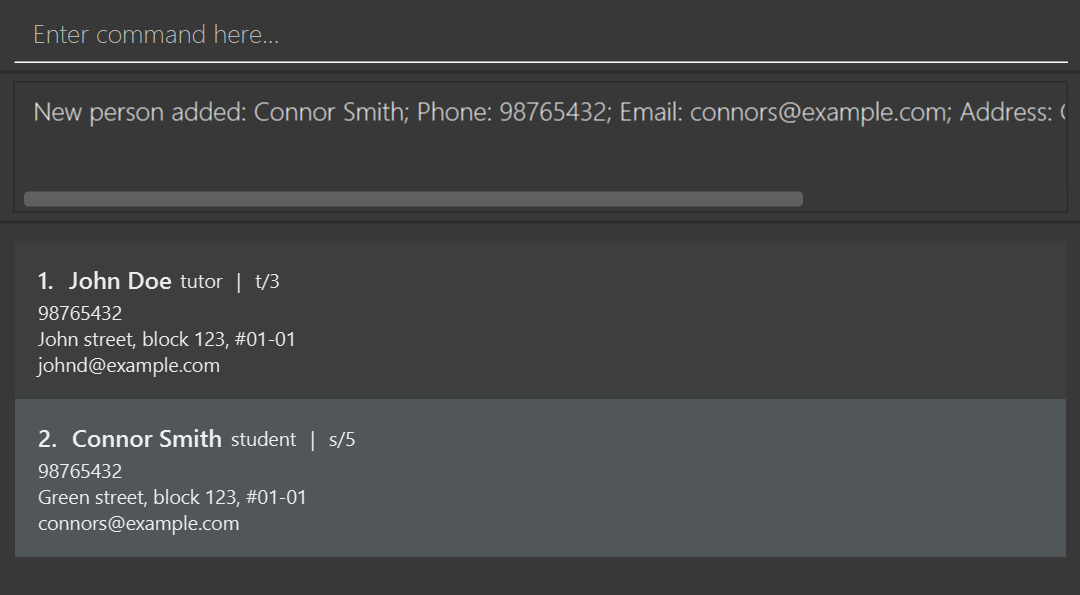 Enter command here...
New person added: Connor Smith; Phone: 98765432; Email: connors@example.com; Address:
1. John Doe tutor | t/3
98765432
John street, block 123, #01-01
johnd@example.com
2. Connor Smith student | s/5
98765432
Green street, block 123, #01-01
connors@example.com